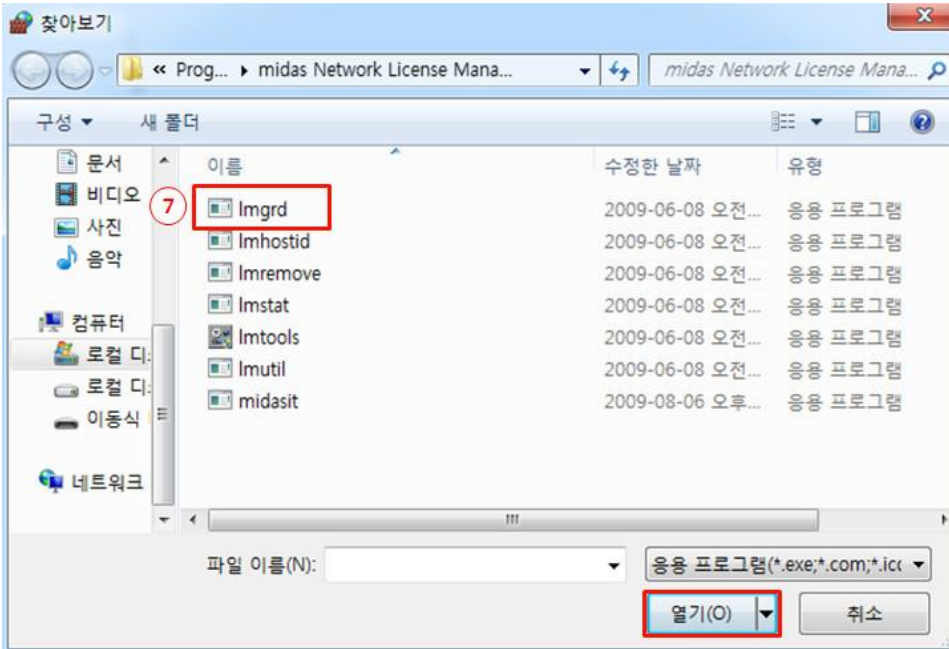 찾아보기
« Prog... ▸ midas Network License Mana...
midas Network License Mana...
구성
새 폴더
문서
비디오
사진
음악
컴퓨터
로컬 디
로컬 디
이동식
네트워크
이름 수정한 날짜 유형
7
lmgrd 2009-06-08 오전... 응용 프로그램
lmhostid 2009-06-08 오전... 응용 프로그램
lmremove 2009-06-08 오전... 응용 프로그램
lmstat 2009-06-08 오전... 응용 프로그램
lmtools 2009-06-08 오전... 응용 프로그램
lmutil 2009-06-08 오전... 응용 프로그램
midasit 2009-08-06 오후... 응용 프로그램
파일 이름(N):
응용 프로그램(*.exe;*.com;*.ic
열기(O)
취소